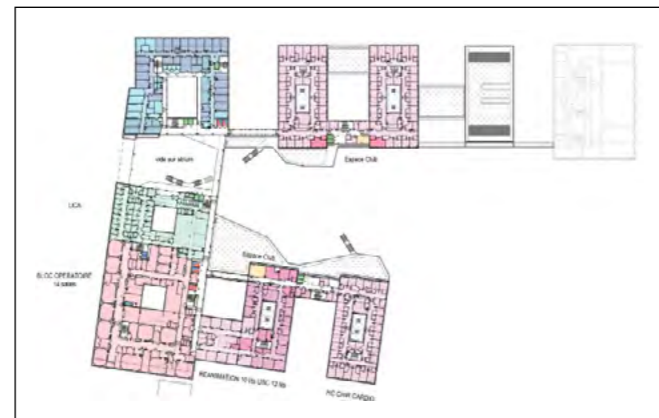 vide sur atrium
Espace Club
UCA
Espace Club
BLOC OPERATOIRE
14 salles
REANIMATION 10 lits USC 12 lits
HC CHIR CARDIO